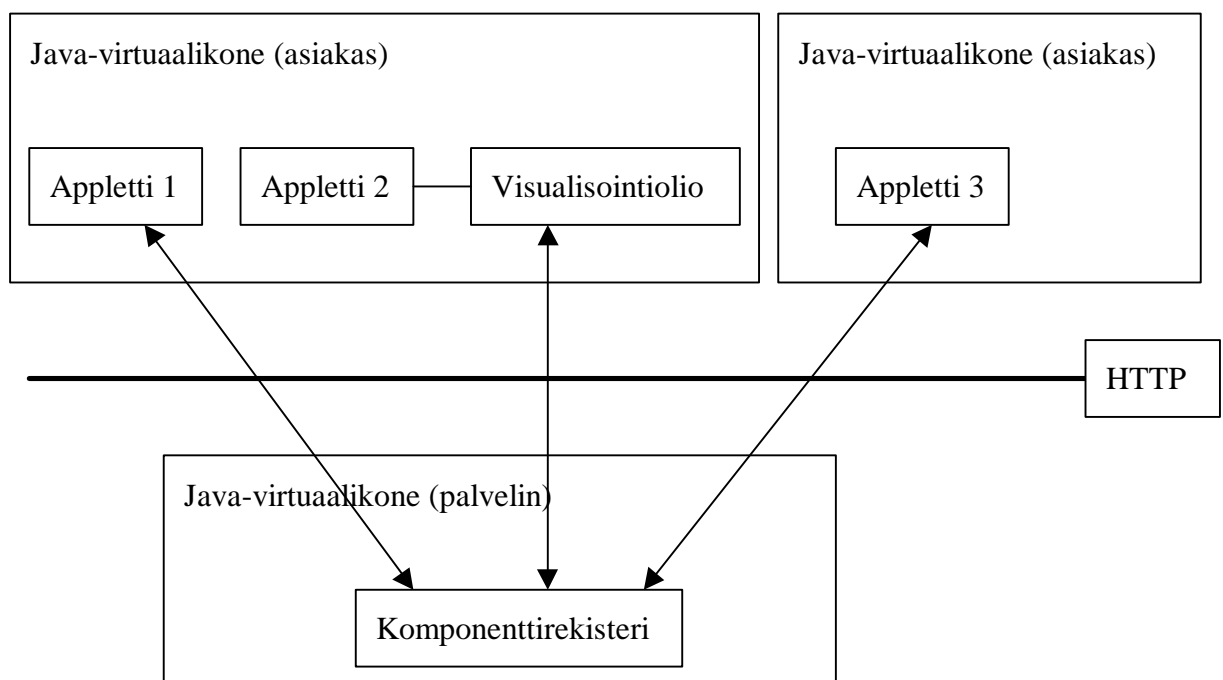 Java-virtuaalikone (asiakas)
Java-virtuaalikone (asiakas)
Appletti 1
Appletti 2
Visualisointiolio
Appletti 3
HTTP
Java-virtuaalikone (palvelin)
Komponenttirekisteri